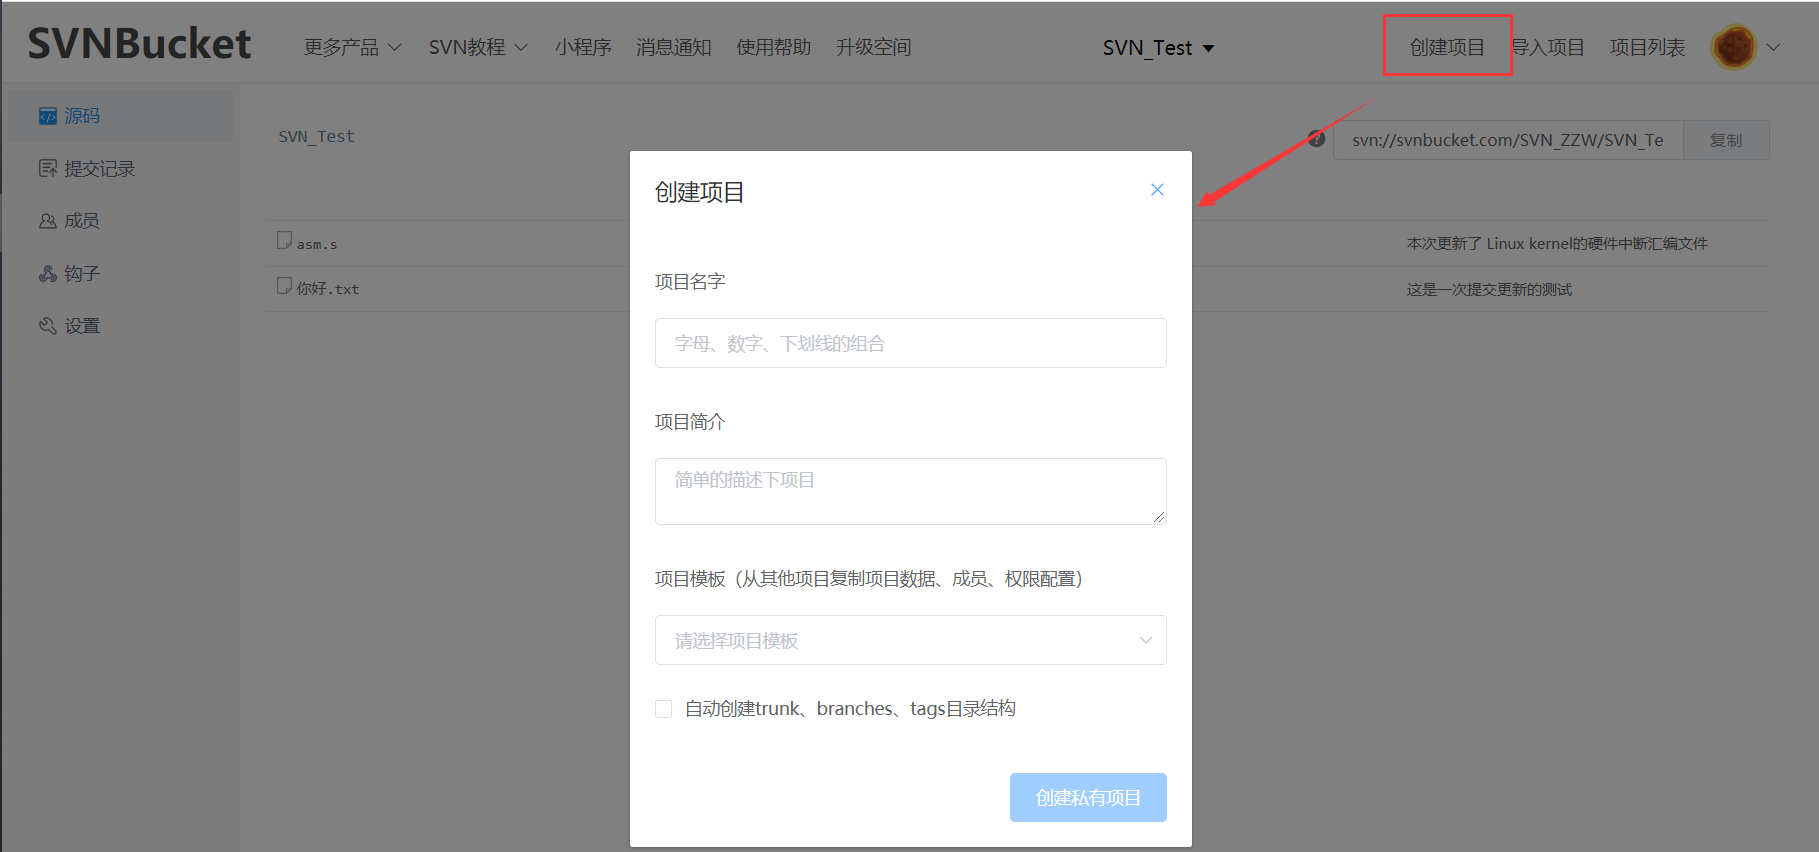 SVNBucket 更多产品 SVN教程 小程序 消息通知 使用帮助 升级空间 SVN_Test 创建项目 导入项目 项目列表
源码
提交记录
成员
钩子
设置
SVN_Test
svn://svnbucket.com/SVN_ZZW/SVN_Te 复制
asm.s 本次更新了 Linux kernel的硬件中断汇编文件
你好.txt 这是一次提交更新的测试
创建项目
项目名字
字母、数字、下划线的组合
项目简介
简单的描述下项目
项目模板（从其他项目复制项目数据、成员、权限配置）
请选择项目模板
自动创建trunk、branches、tags目录结构
创建私有项目